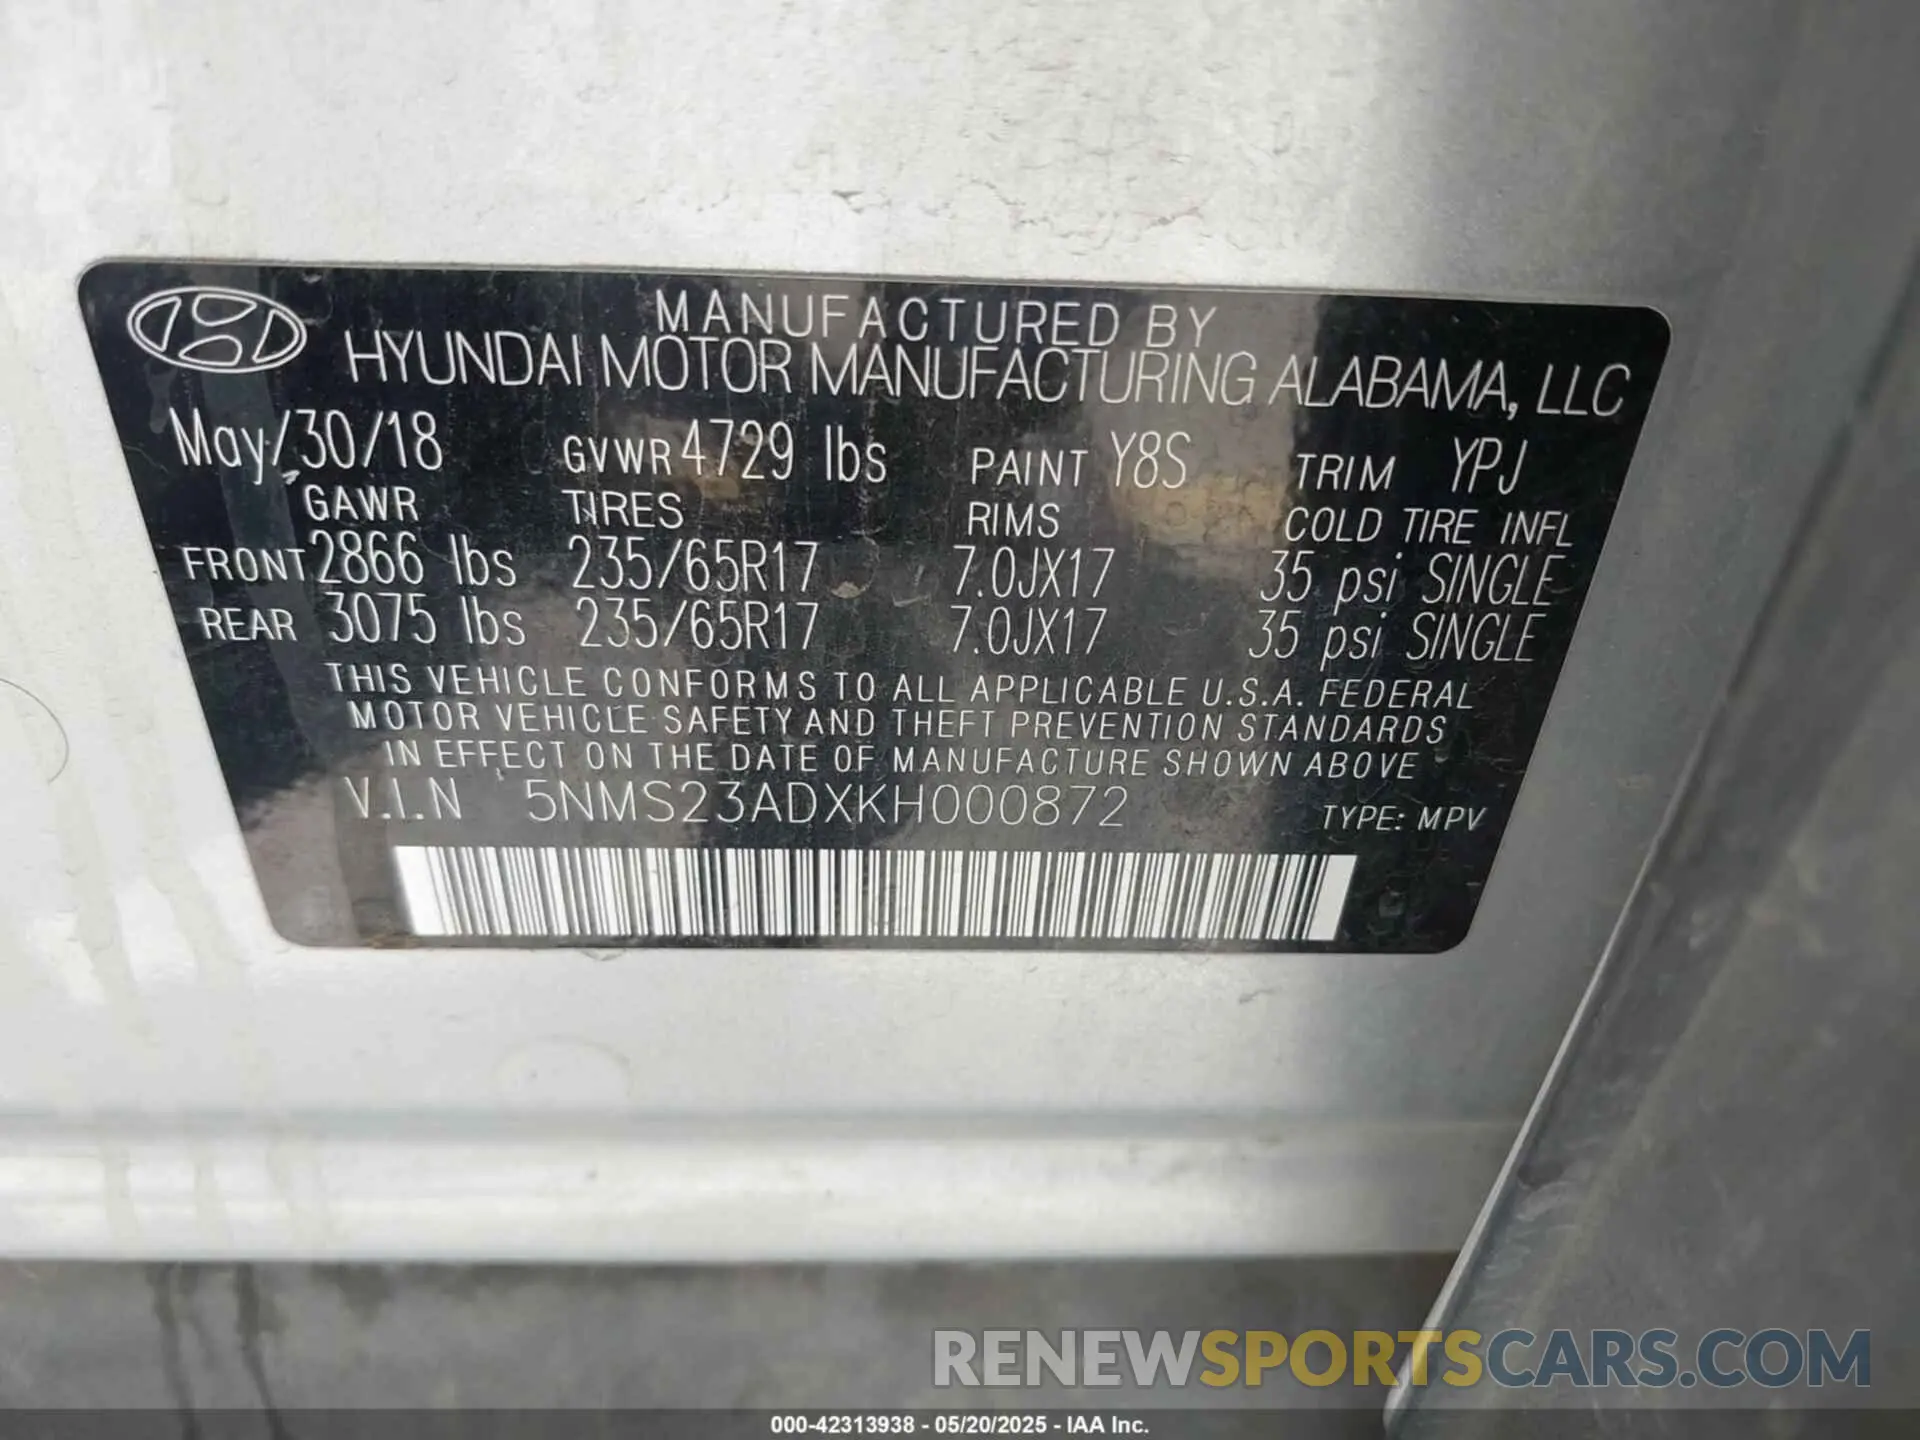 MANUFACTURED BY
HYUNDAI MOTOR MANUFACTURING ALABAMA, LLC
May/30/18 GVWR 4729 lbs PAINT Y8S TRIM YPJ
GAWR TIRES RIMS COLD TIRE INFL
FRONT 2866 lbs 235/65R17 7.0JX17 35 psi SINGLE
REAR 3075 lbs 235/65R17 7.0JX17 35 psi SINGLE
THIS VEHICLE CONFORMS TO ALL APPLICABLE U.S.A. FEDERAL
MOTOR VEHICLE SAFETY AND THEFT PREVENTION STANDARDS
IN EFFECT ON THE DATE OF MANUFACTURE SHOWN ABOVE
V.I.N 5NMS23ADXKH000872 TYPE: MPV
RENEWSPORTSCARS.COM
000-42313938 - 05/20/2025 - IAA Inc.